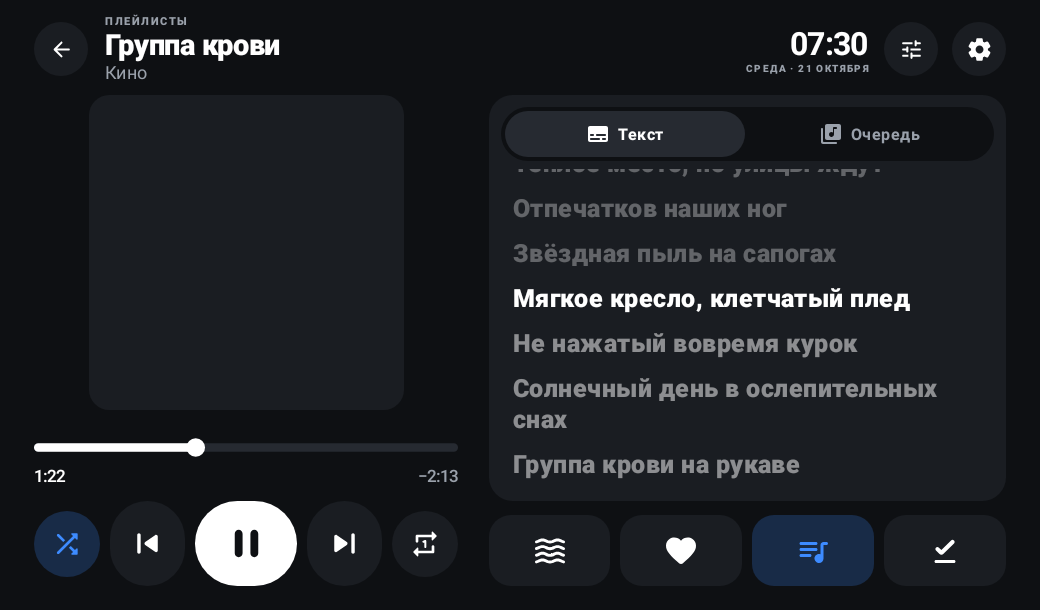 ПЛЕЙЛИСТЫ
Группа крови
Кино
07:30
СРЕДА · 21 ОКТЯБРЯ
Текст
Очередь
Отпечатков наших ног
Звёздная пыль на сапогах
Мягкое кресло, клетчатый плед
Не нажатый вовремя курок
Солнечный день в ослепительных
снах
Группа крови на рукаве
1:22
−2:13
1